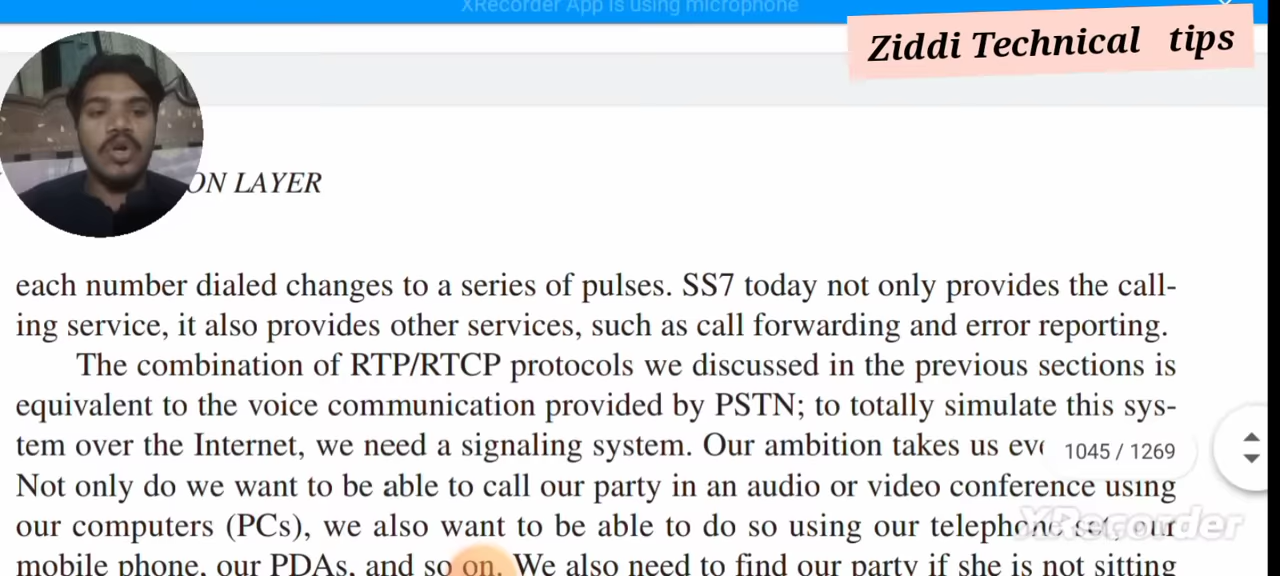 XRecorder App is using microphone
Ziddi Technical tips
ON LAYER
each number dialed changes to a series of pulses. SS7 today not only provides the call-
ing service, it also provides other services, such as call forwarding and error reporting.
The combination of RTP/RTCP protocols we discussed in the previous sections is
equivalent to the voice communication provided by PSTN; to totally simulate this sys-
tem over the Internet, we need a signaling system. Our ambition takes us
1045 / 1269
Not only do we want to be able to call our party in an audio or video conference using
our computers (PCs), we also want to be able to do so using our telephone set, our
XRecorder
mobile phone, our PDAs, and so on. We also need to find our party if she is not sitting